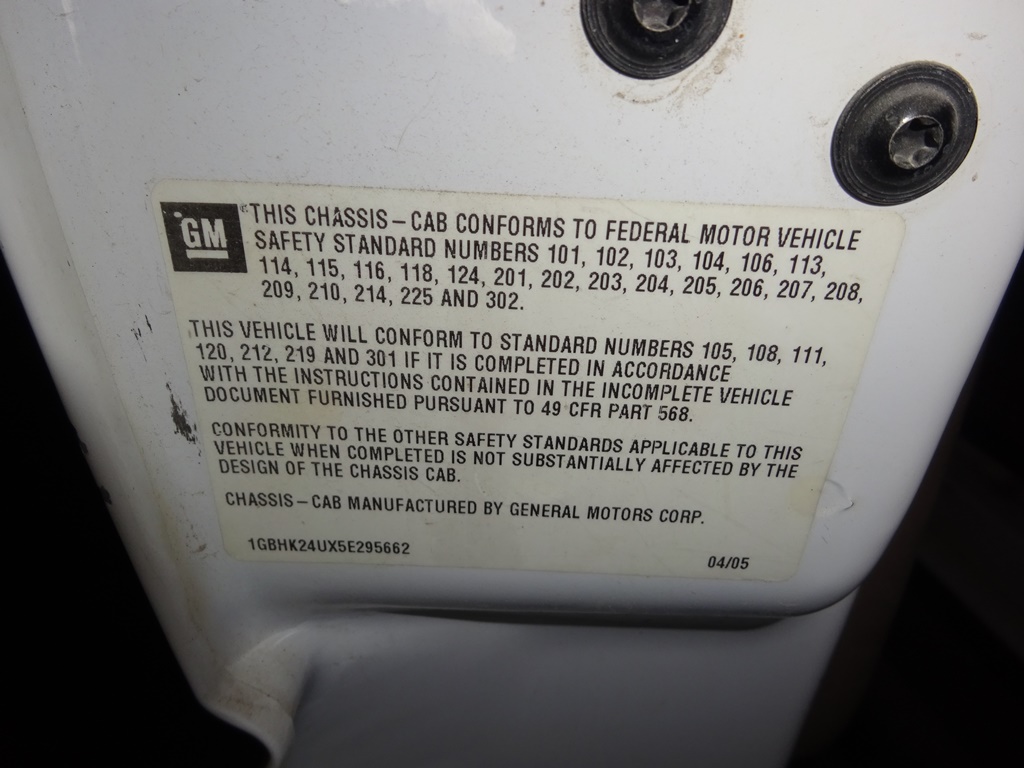 GM
THIS CHASSIS-CAB CONFORMS TO FEDERAL MOTOR VEHICLE
SAFETY STANDARD NUMBERS 101, 102, 103, 104, 106, 113,
114, 115, 116, 118, 124, 201, 202, 203, 204, 205, 206, 207, 208,
209, 210, 214, 225 AND 302.
THIS VEHICLE WILL CONFORM TO STANDARD NUMBERS 105, 108, 111,
120, 212, 219 AND 301 IF IT IS COMPLETED IN ACCORDANCE
WITH THE INSTRUCTIONS CONTAINED IN THE INCOMPLETE VEHICLE
DOCUMENT FURNISHED PURSUANT TO 49 CFR PART 568.
CONFORMITY TO THE OTHER SAFETY STANDARDS APPLICABLE TO THIS
VEHICLE WHEN COMPLETED IS NOT SUBSTANTIALLY AFFECTED BY THE
DESIGN OF THE CHASSIS CAB.
CHASSIS-CAB MANUFACTURED BY GENERAL MOTORS CORP.
1GBHK24UX5E295662
04/05